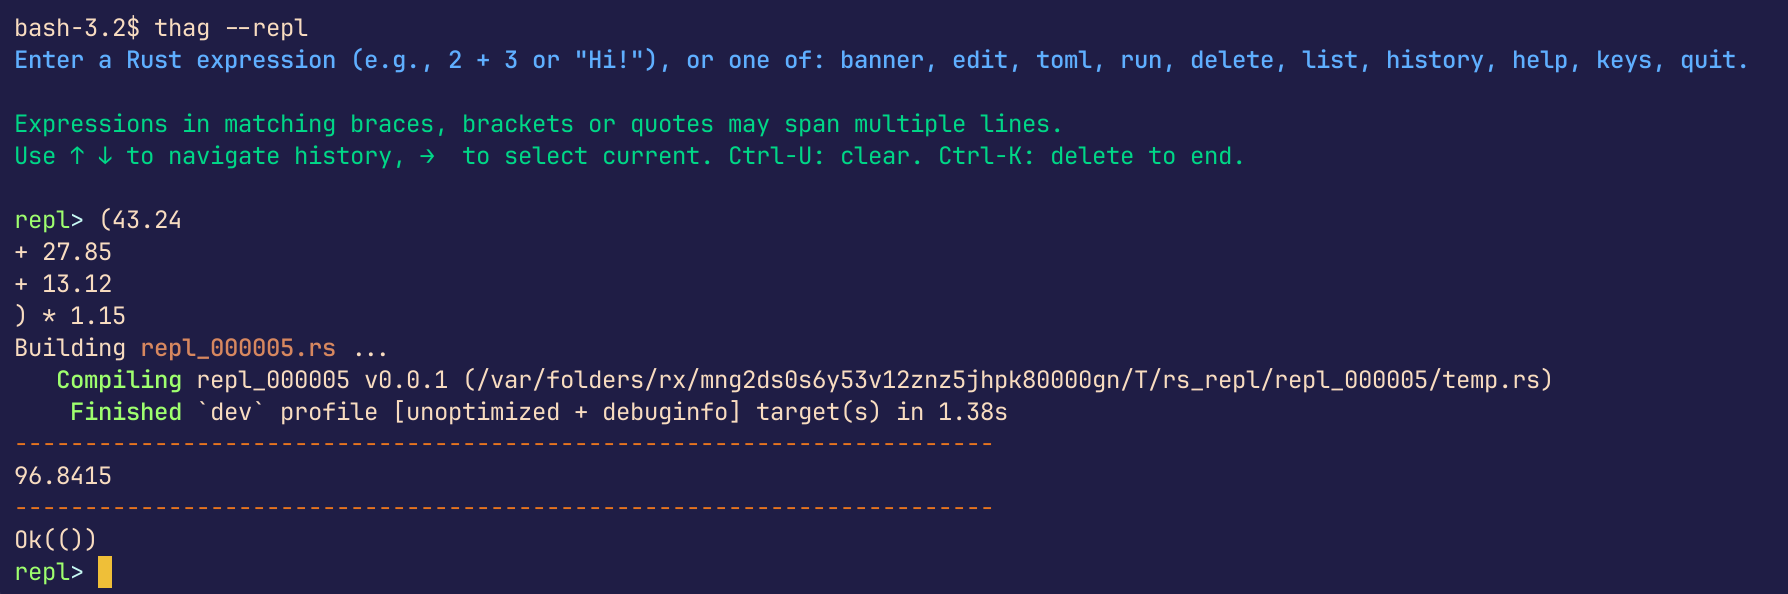 bash-3.2$ thag --repl
Enter a Rust expression (e.g., 2 + 3 or "Hi!"), or one of: banner, edit, toml, run, delete, list, history, help, keys, quit.
Expressions in matching braces, brackets or quotes may span multiple lines.
Use ↑ ↓ to navigate history, →  to select current. Ctrl-U: clear. Ctrl-K: delete to end.
repl> (43.24
+ 27.85
+ 13.12
) * 1.15
Building repl_000005.rs ...
   Compiling repl_000005 v0.0.1 (/var/folders/rx/mng2ds0s6y53v12znz5jhpk80000gn/T/rs_repl/repl_000005/temp.rs)
    Finished `dev` profile [unoptimized + debuginfo] target(s) in 1.38s
----------------------------------------------------------------------
96.8415
----------------------------------------------------------------------
Ok(())
repl>